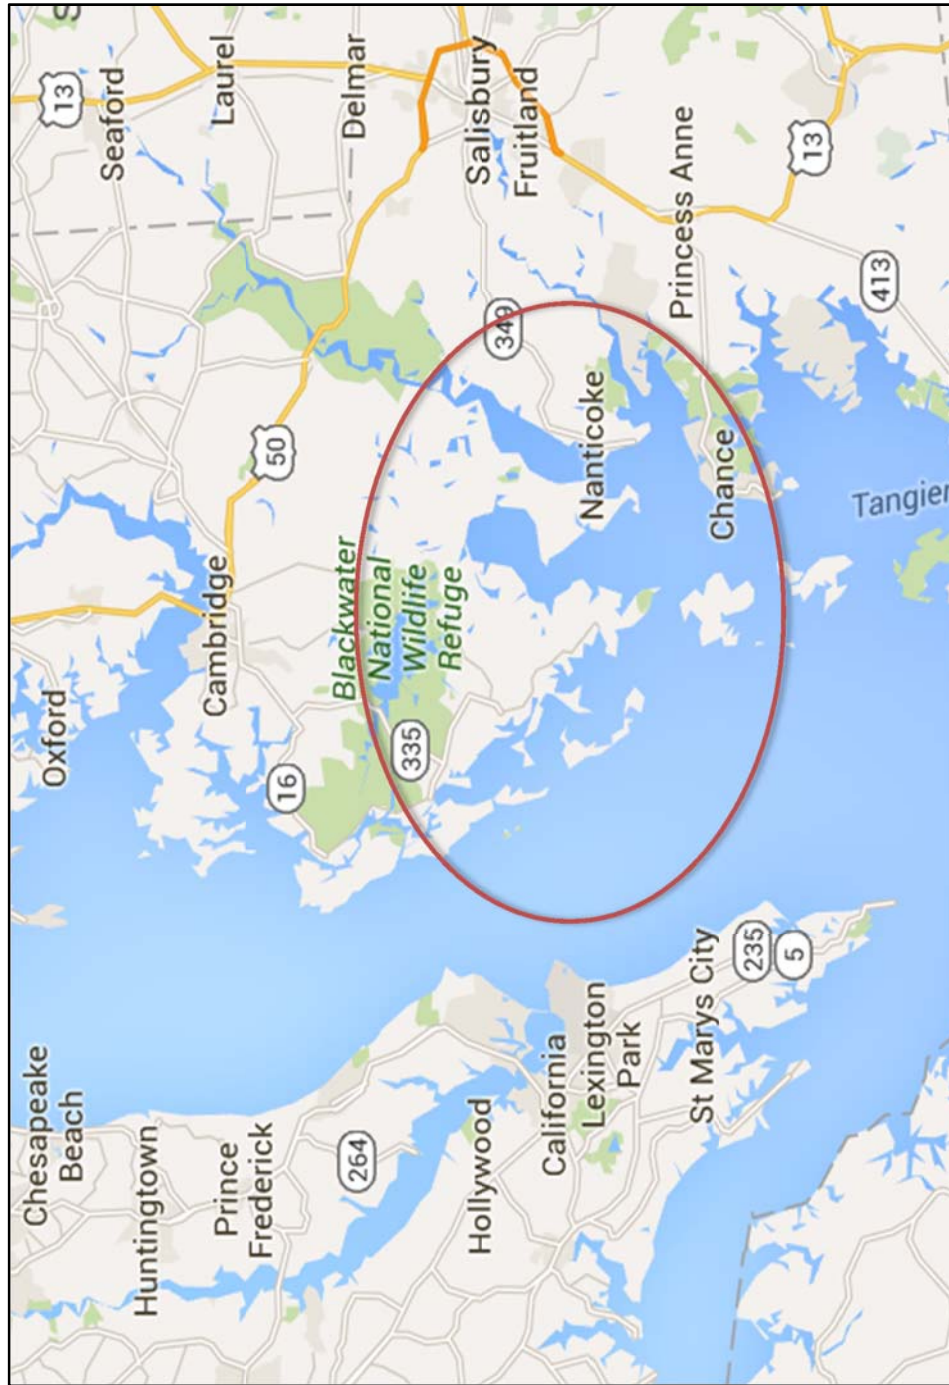 Chesapeake
Beach
Oxford
13
Seaford
Huntingtown
Prince
Frederick
Cambridge
Laurel
16
50
264
Blackwater
National
Wildlife
Refuge
Delmar
335
Hollywood
Salisbury
349
Fruitland
California
Lexington
Park
Nanticoke
St Marys City
Princess Anne
Chance
235
5
13
413
Tangier